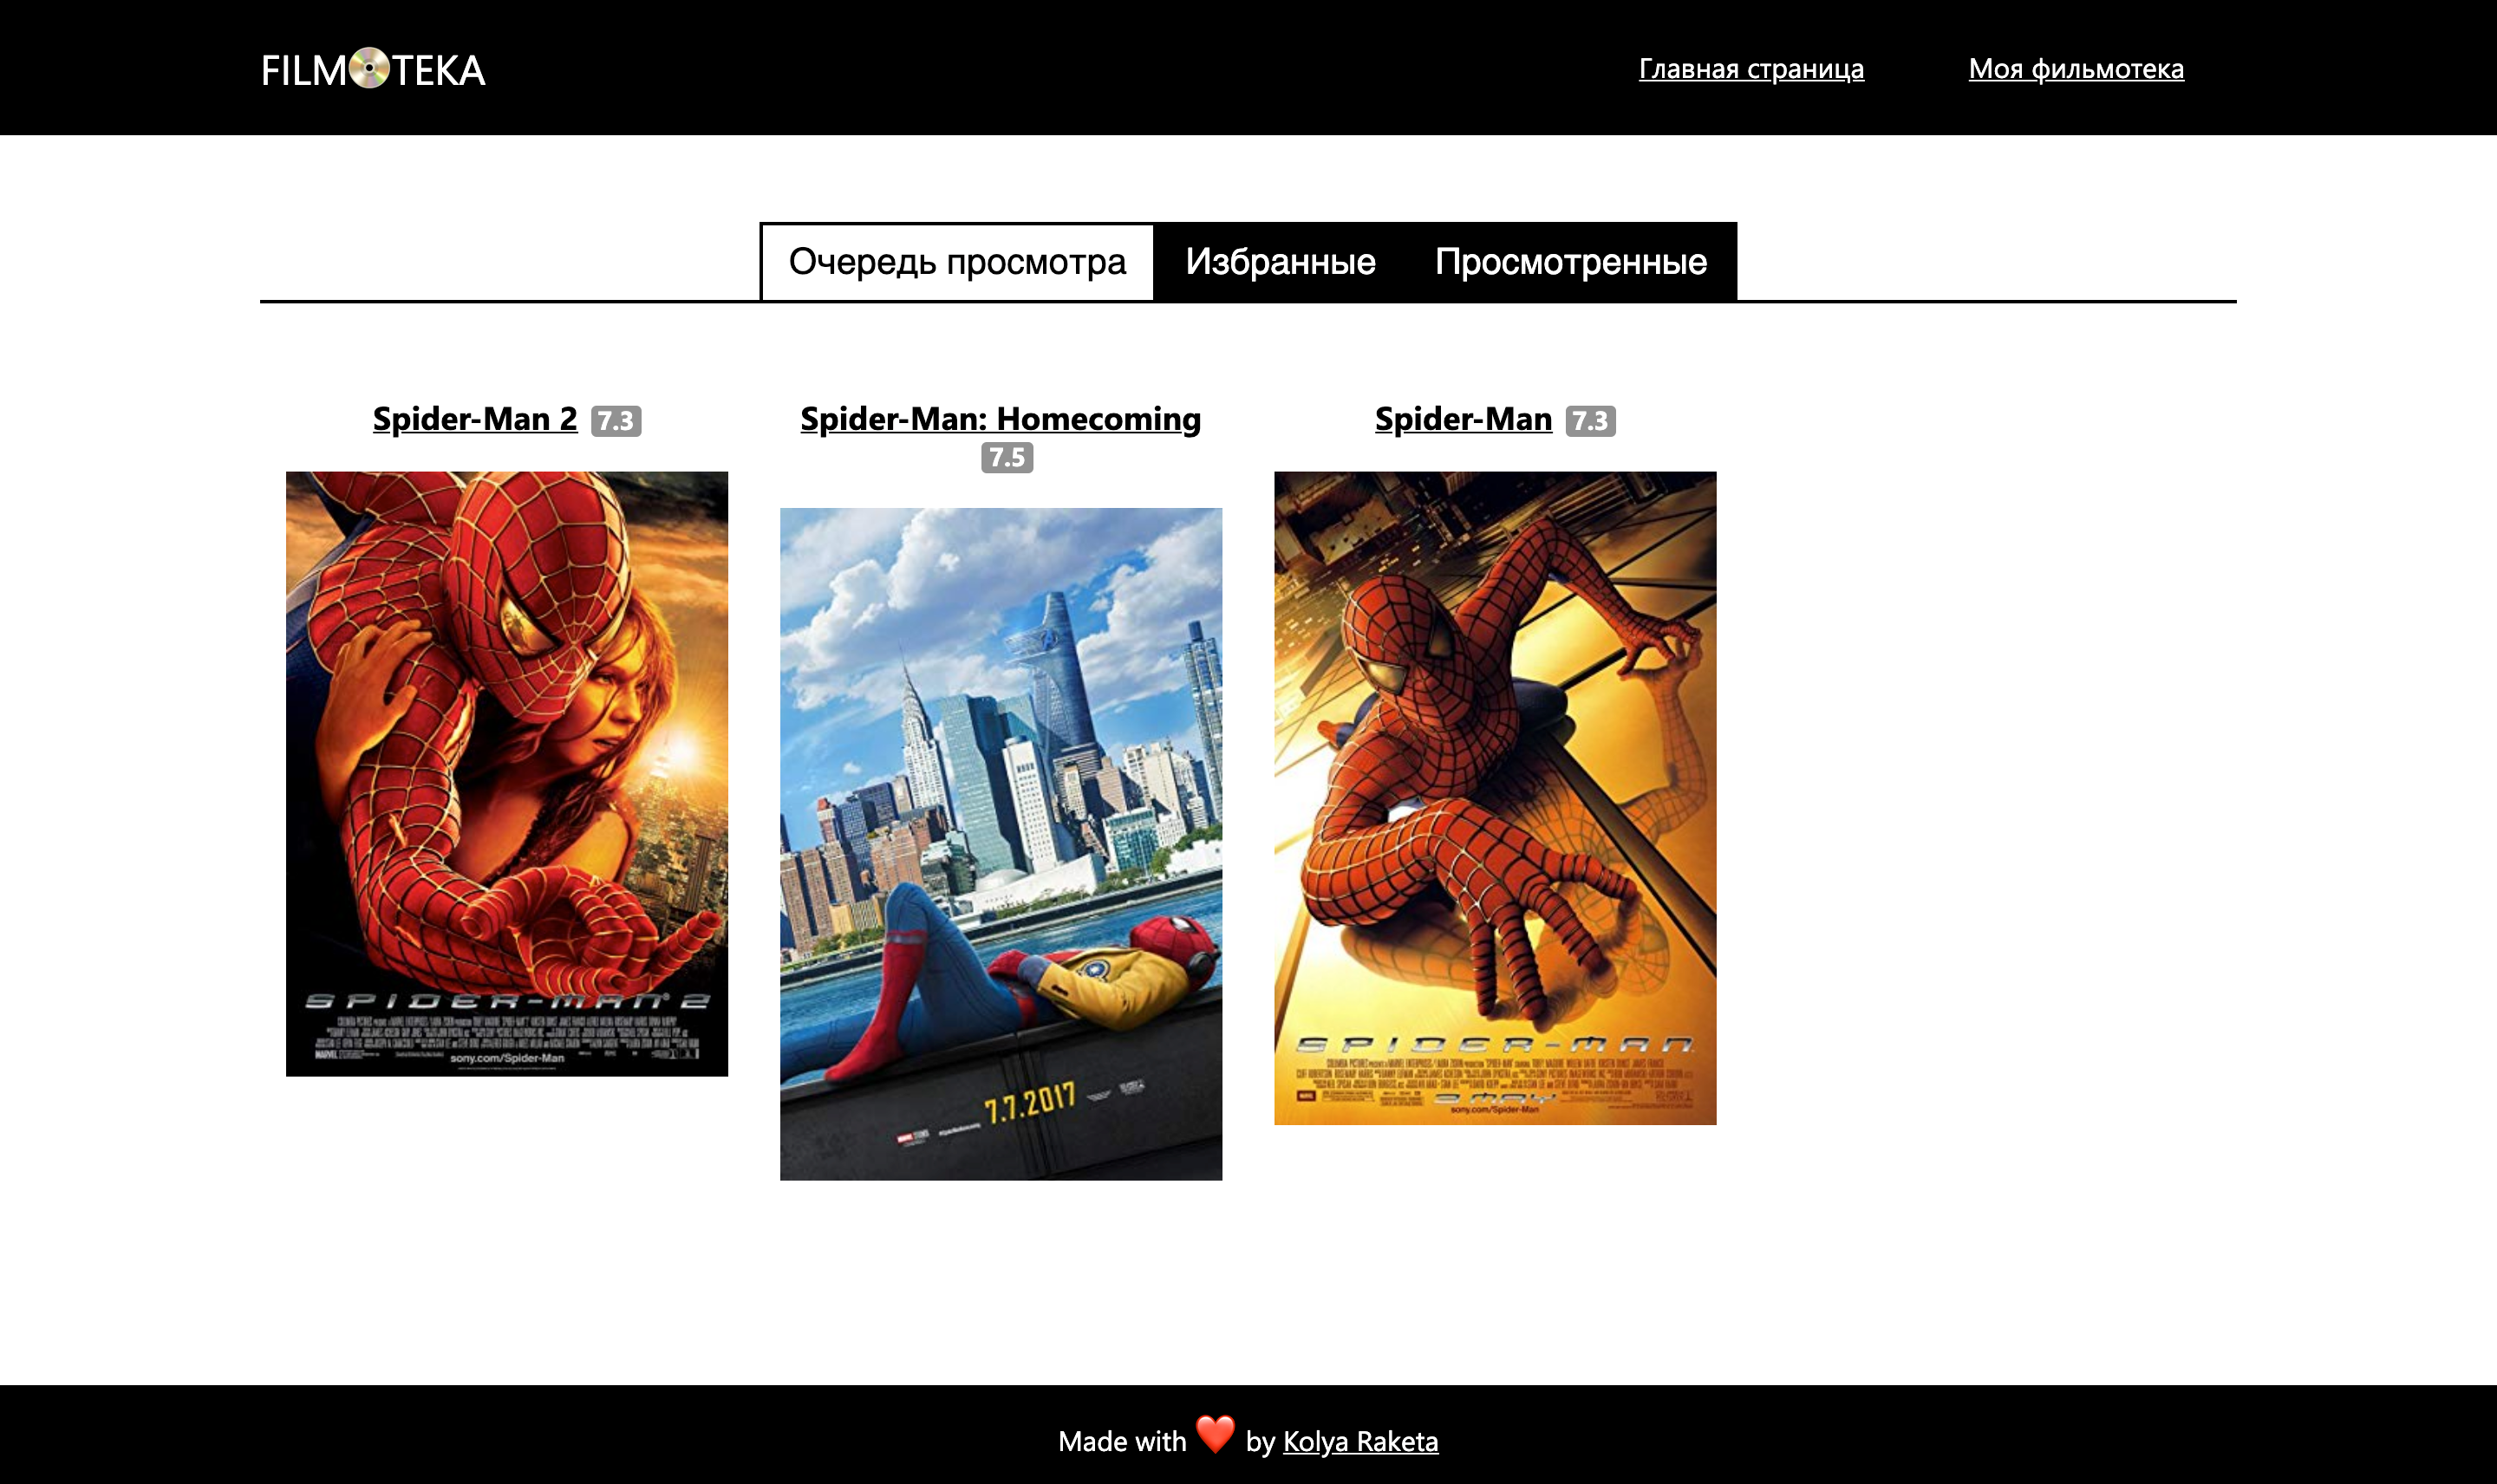 FILM TEKA
Главная страница
Моя фильмотека
Очередь просмотра
Избранные
Просмотренные
Spider-Man 2 7.3
Spider-Man: Homecoming
7.5
Spider-Man 7.3
SPIDER-MAN 2
sony.com/Spider-Man
7.7.2017
SPIDER-MAN
3 MAY
sony.com/Spider-Man
Made with ❤️ by Kolya Raketa